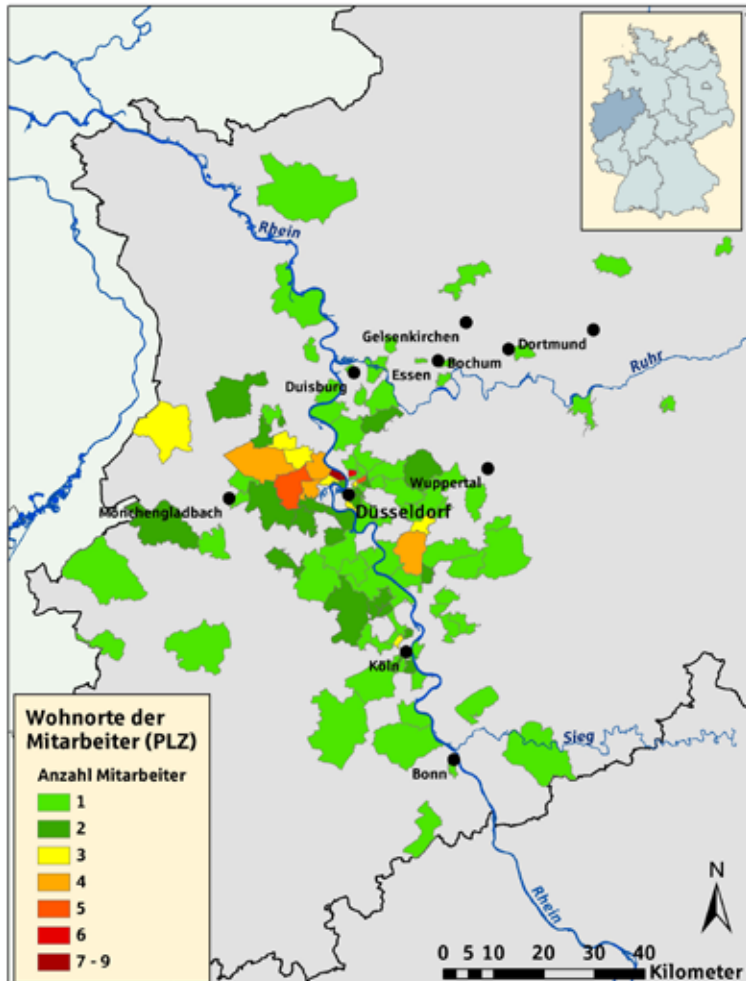 Rhein
Gelsenkirchen
Dortmund
Bochum
Essen
Duisburg
Ruhr
Wuppertal
Mönchengladbach
Düsseldorf
Köln
Sieg
Bonn
Rhein
Wohnorte der
Mitarbeiter (PLZ)
Anzahl Mitarbeiter
1
2
3
4
5
6
7 - 9
N
0 5 10 20 30 40
Kilometer